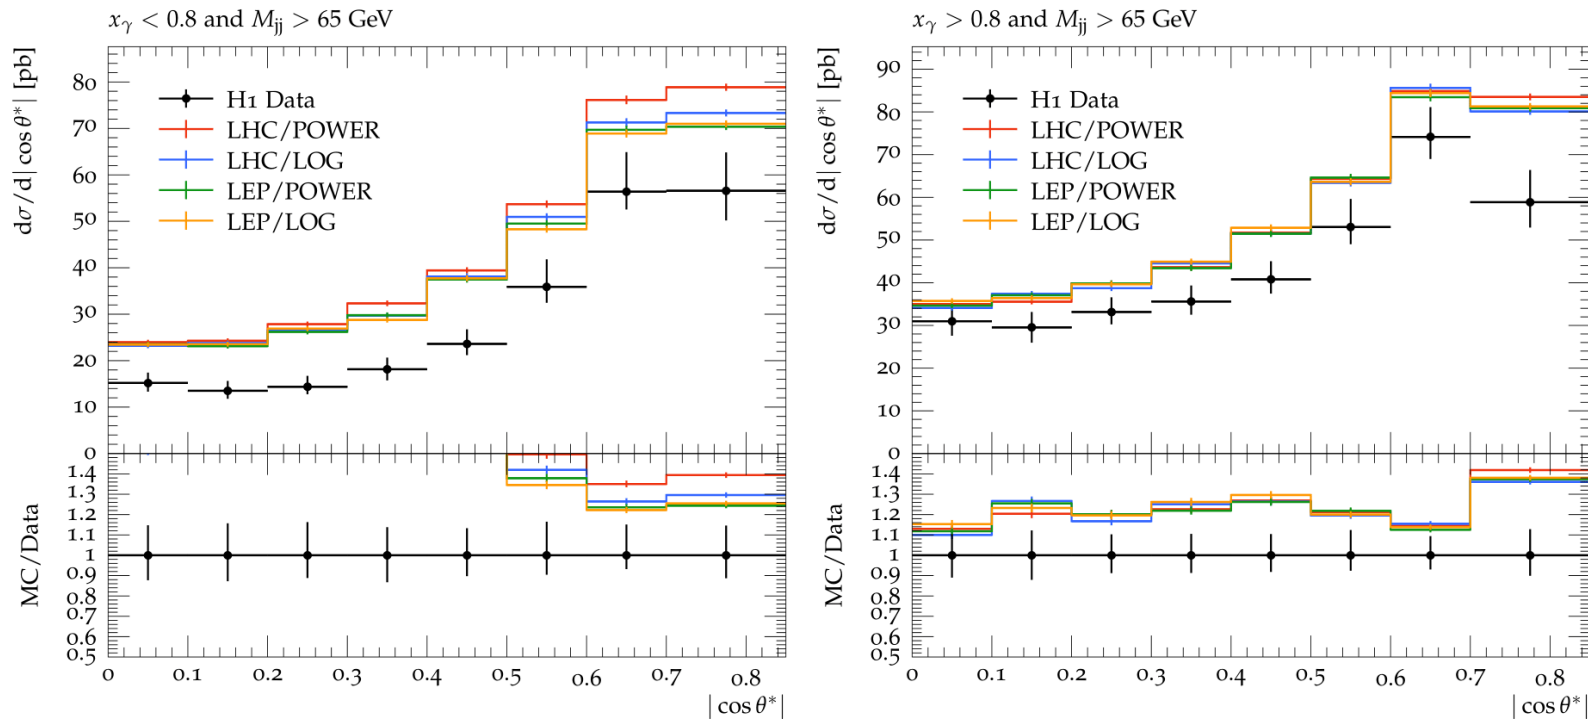 xγ < 0.8 and Mjj > 65 GeV
dσ/d|cos θ*| [pb]
80
70
60
50
40
30
20
10
0
H1 Data
LHC/POWER
LHC/LOG
LEP/POWER
LEP/LOG
MC/Data
1.4
1.3
1.2
1.1
1
0.9
0.8
0.7
0.6
0.5
0 0.1 0.2 0.3 0.4 0.5 0.6 0.7 0.8
|cos θ*|
xγ > 0.8 and Mjj > 65 GeV
dσ/d|cos θ*| [pb]
90
80
70
60
50
40
30
20
10
0
H1 Data
LHC/POWER
LHC/LOG
LEP/POWER
LEP/LOG
MC/Data
1.4
1.3
1.2
1.1
1
0.9
0.8
0.7
0.6
0.5
0 0.1 0.2 0.3 0.4 0.5 0.6 0.7 0.8
|cos θ*|